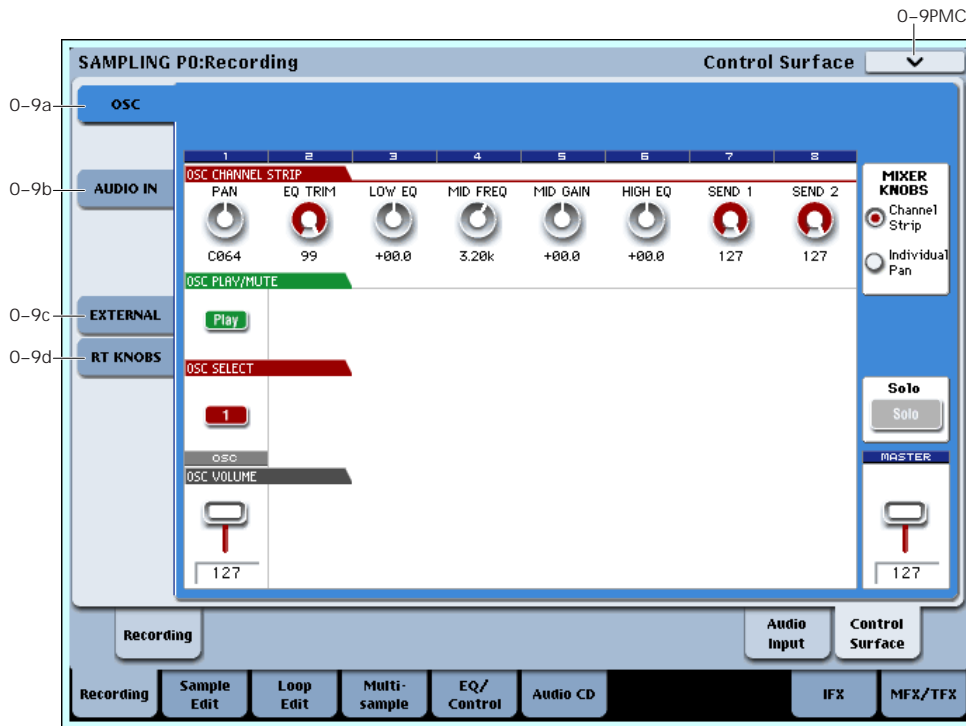 0–9PMC
SAMPLING P0:Recording Control Surface
0–9a OSC
1 2 3 4 5 6 7 8
OSC CHANNEL STRIP
0–9b AUDIO IN
PAN EQ TRIM LOW EQ MID FREQ MID GAIN HIGH EQ SEND 1 SEND 2
C064 99 +00.0 3.20k +00.0 +00.0 127 127
MIXER
KNOBS
Channel
Strip
Individual
Pan
OSC PLAY/MUTE
0–9c EXTERNAL
Play
0–9d RT KNOBS
OSC SELECT
1
Solo
Solo
OSC
MASTER
OSC VOLUME
127
127
Recording
Audio
Input
Control
Surface
Recording
Sample
Edit
Loop
Edit
Multi-
sample
EQ/
Control
Audio CD
IFX
MFX/TFX